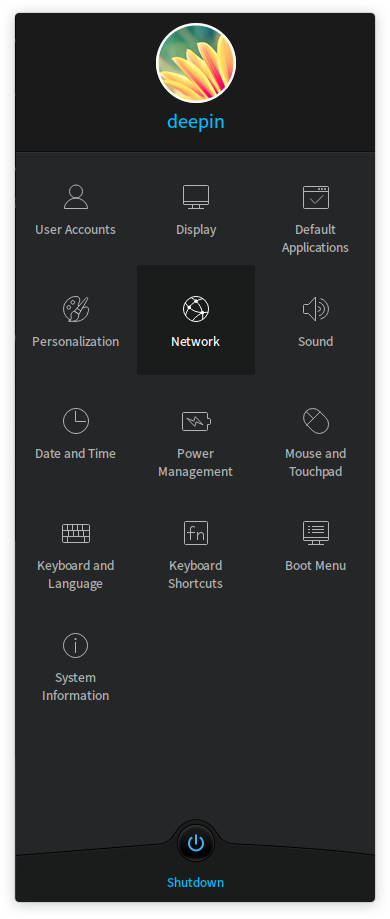 deepin
User Accounts
Display
Default
Applications
Personalization
Network
Sound
Date and Time
Power
Management
Mouse and
Touchpad
Keyboard and
Language
fn
Keyboard
Shortcuts
Boot Menu
System
Information
Shutdown